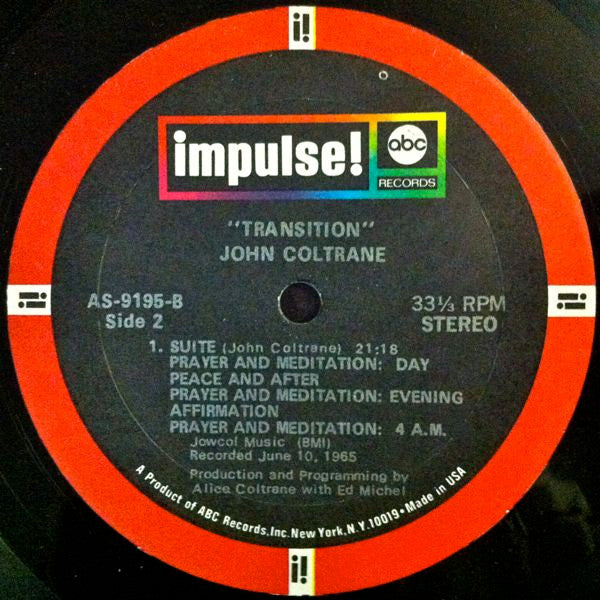 i!
impulse!
abc
RECORDS
"TRANSITION"
JOHN COLTRANE
AS-9195-B
Side 2
33⅓ RPM
STEREO
i!
i!
1. SUITE (John Coltrane) 21:18
PRAYER AND MEDITATION: DAY
PEACE AND AFTER
PRAYER AND MEDITATION: EVENING
AFFIRMATION
PRAYER AND MEDITATION: 4 A.M.
Jowcol Music (BMI)
Recorded June 10, 1965
Production and Programming by
Alice Coltrane with Ed Michel
A Product of ABC Records, Inc. New York, N.Y. 10019 • Made in USA
i!